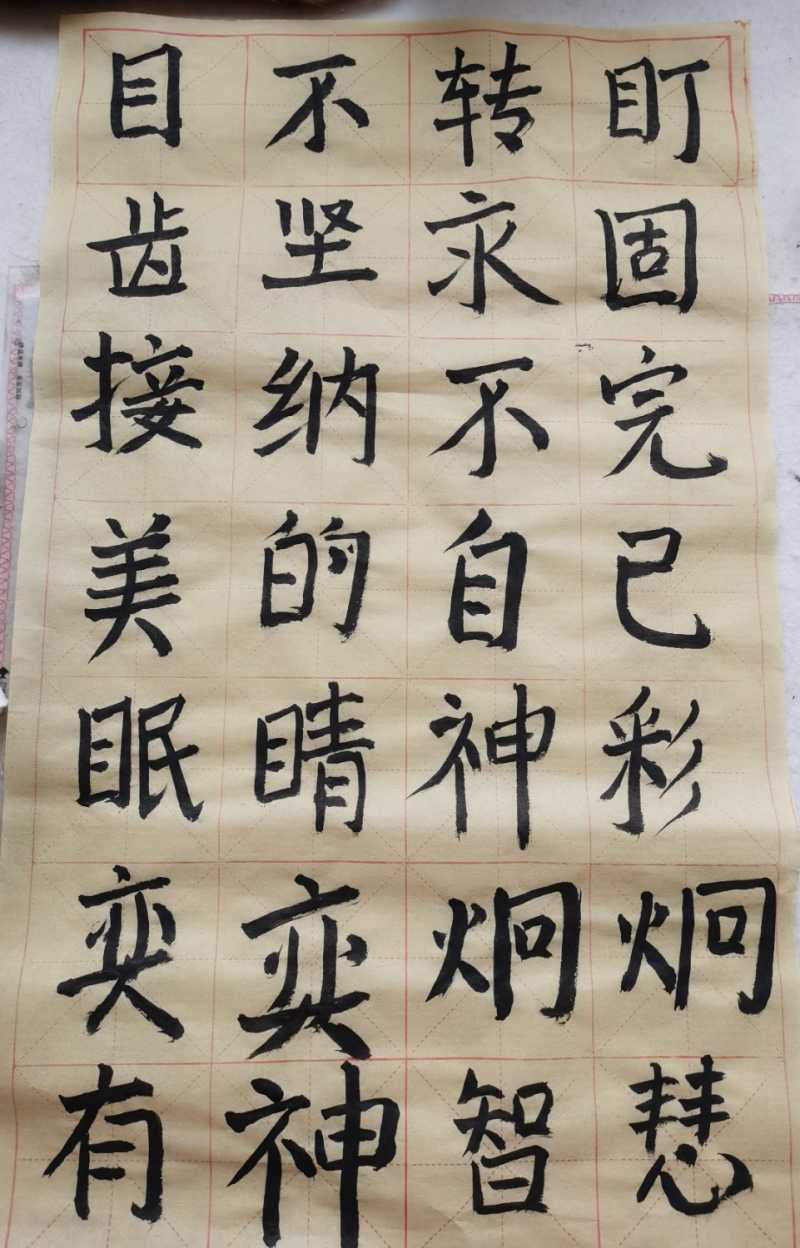 目不转盯
齿坚永固
接纳不完
美的自己
眠睛神彩
奕奕炯炯
有神智慧